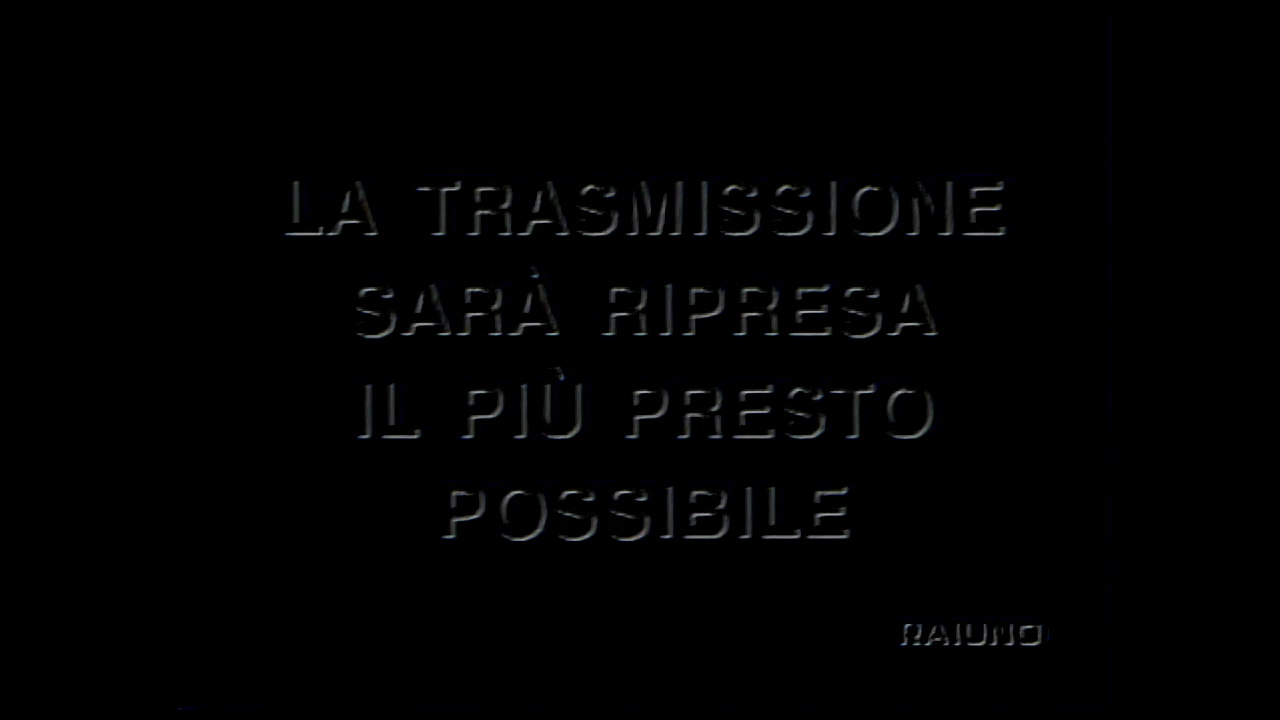 LA TRASMISSIONE
SARÀ RIPRESA
IL PIÙ PRESTO
POSSIBILE
RAIUNO